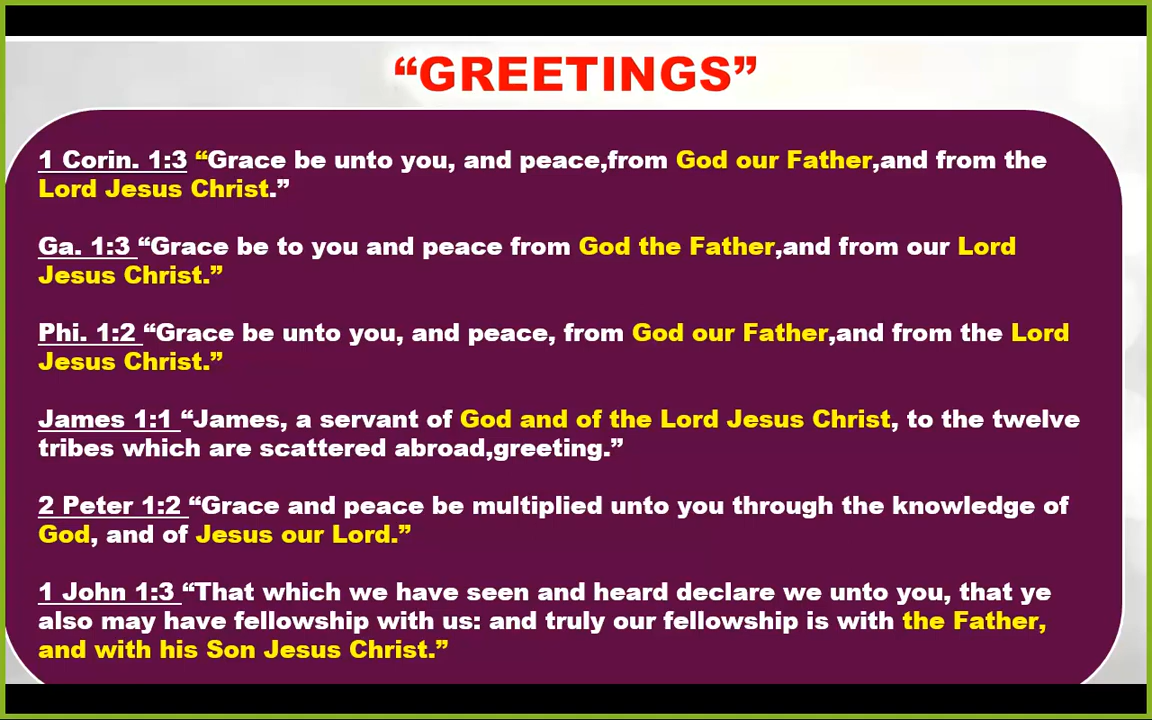 “GREETINGS”
1 Corin. 1:3 “Grace be unto you, and peace,from God our Father,and from the
Lord Jesus Christ.”
Ga. 1:3 “Grace be to you and peace from God the Father,and from our Lord
Jesus Christ.”
Phi. 1:2 “Grace be unto you, and peace, from God our Father,and from the Lord
Jesus Christ.”
James 1:1 “James, a servant of God and of the Lord Jesus Christ, to the twelve
tribes which are scattered abroad,greeting.”
2 Peter 1:2 “Grace and peace be multiplied unto you through the knowledge of
God, and of Jesus our Lord.”
1 John 1:3 “That which we have seen and heard declare we unto you, that ye
also may have fellowship with us: and truly our fellowship is with the Father,
and with his Son Jesus Christ.”